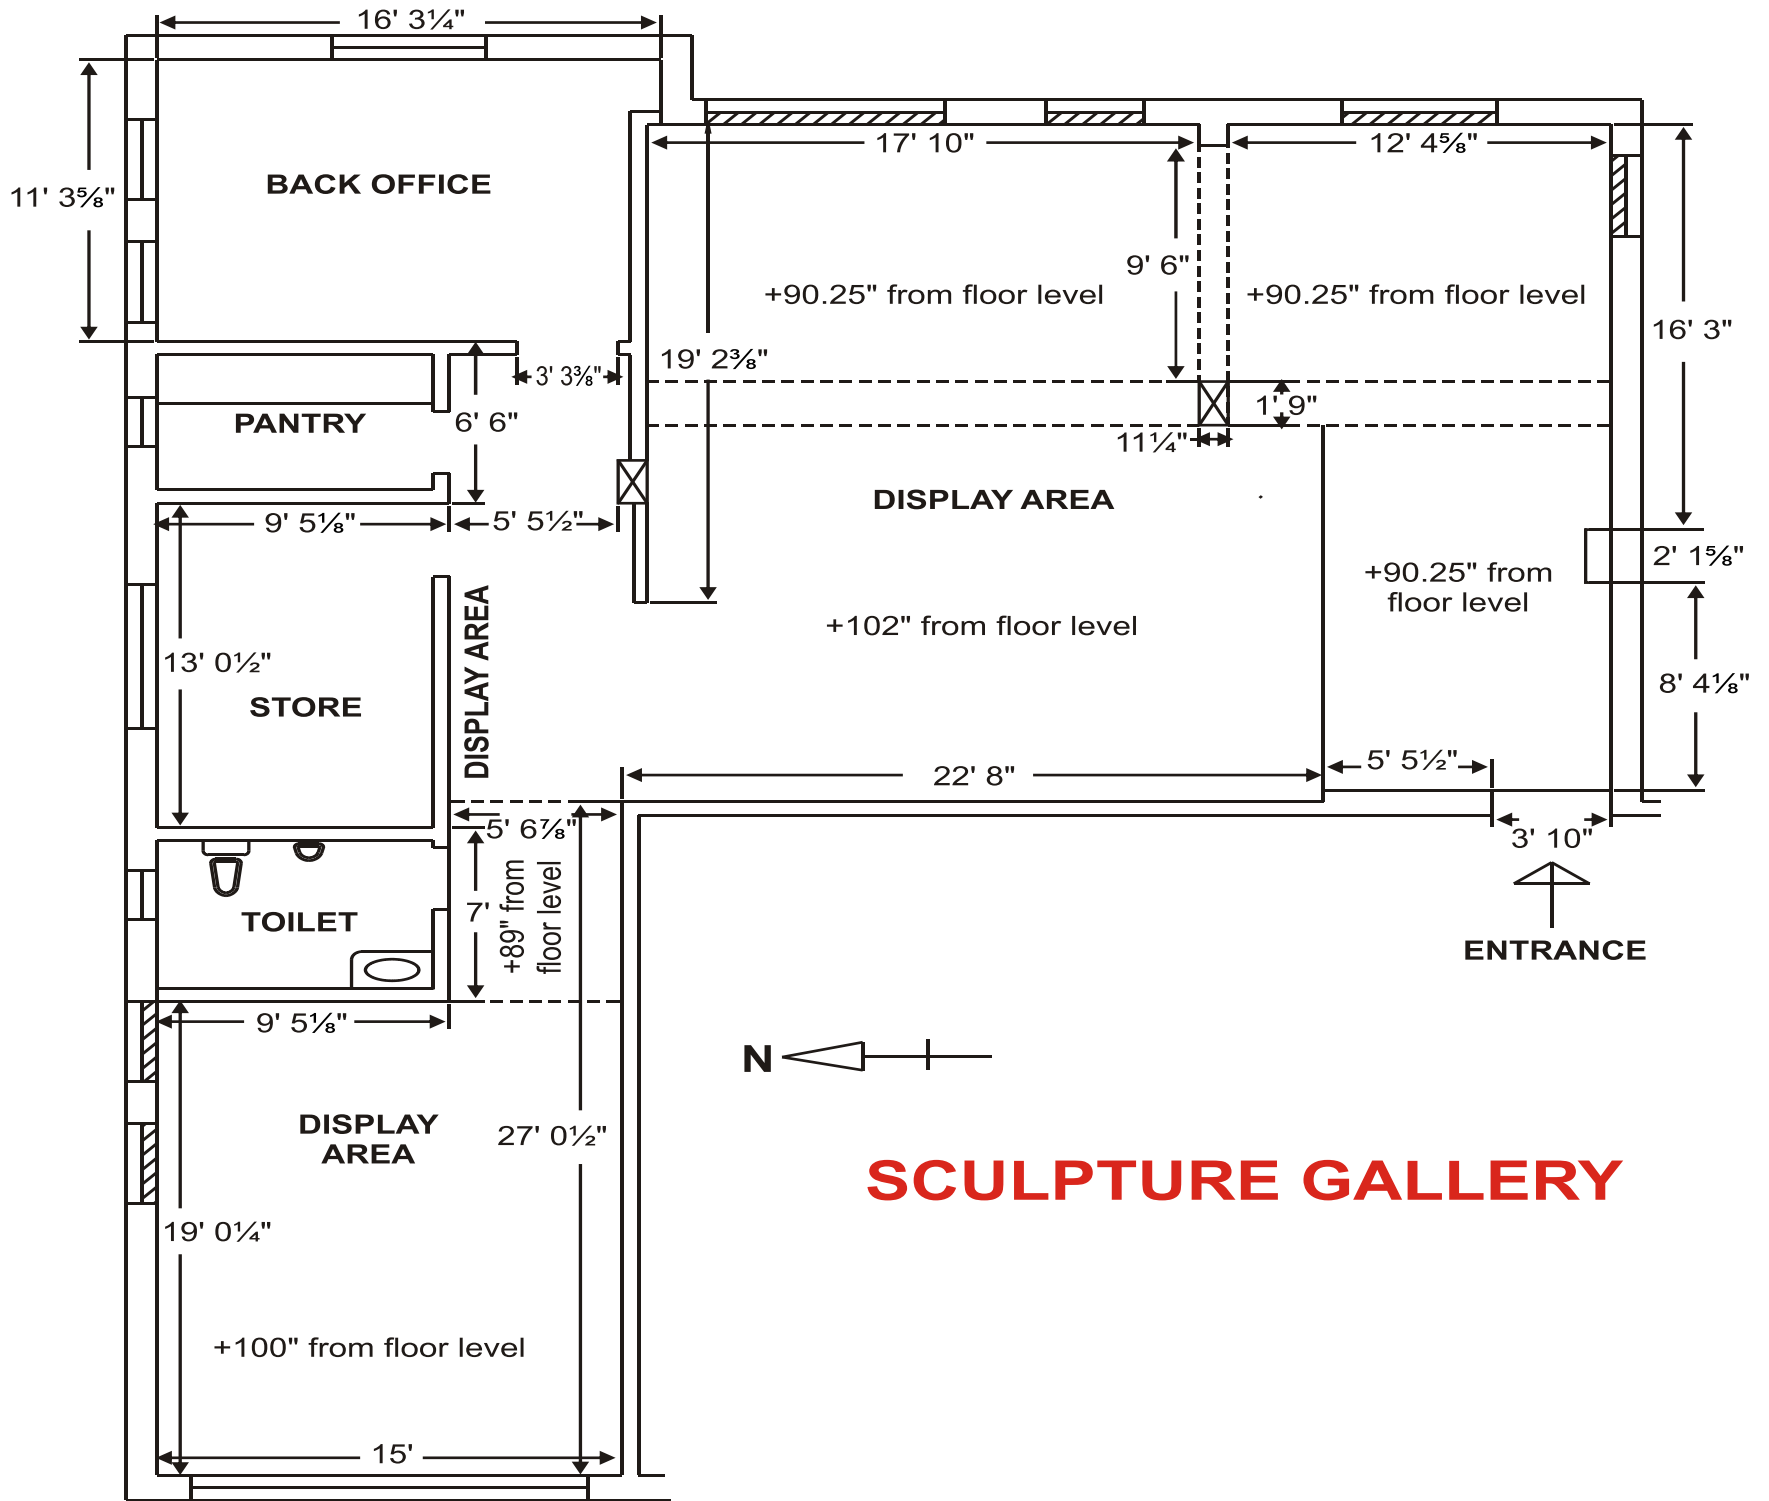 16' 3¼"
17' 10"
12' 4⅝"
BACK OFFICE
11' 3⅝"
9' 6"
+90.25" from floor level
+90.25" from floor level
16' 3"
19' 2⅜"
3' 3⅜"
1' 9"
PANTRY
6' 6"
11¼"
DISPLAY AREA
9' 5⅛"
5' 5½"
2' 1⅝"
+90.25" from
floor level
DISPLAY AREA
+102" from floor level
13' 0½"
8' 4⅛"
STORE
5' 5½"
22' 8"
5' 6⅞"
3' 10"
+89" from
floor level
7'
TOILET
ENTRANCE
9' 5⅛"
N
DISPLAY
AREA
27' 0½"
SCULPTURE GALLERY
19' 0¼"
+100" from floor level
15'